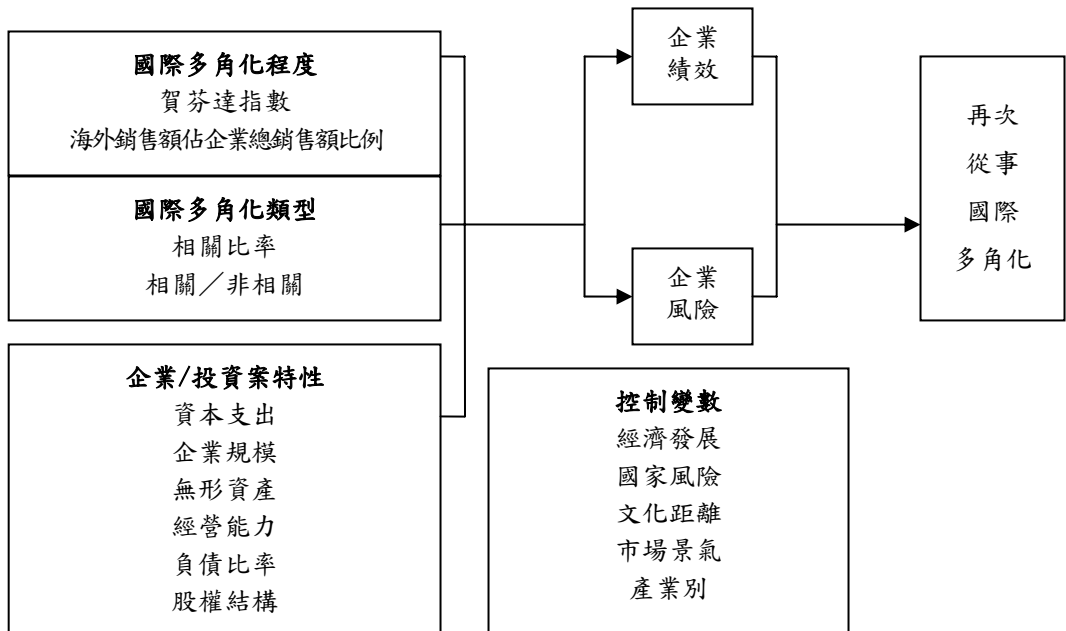 國際多角化程度
賀芬達指數
海外銷售額佔企業總銷售額比例
國際多角化類型
相關比率
相關／非相關
企業/投資案特性
資本支出
企業規模
無形資產
經營能力
負債比率
股權結構
企業
績效
企業
風險
控制變數
經濟發展
國家風險
文化距離
市場景氣
產業別
再次
從事
國際
多角化